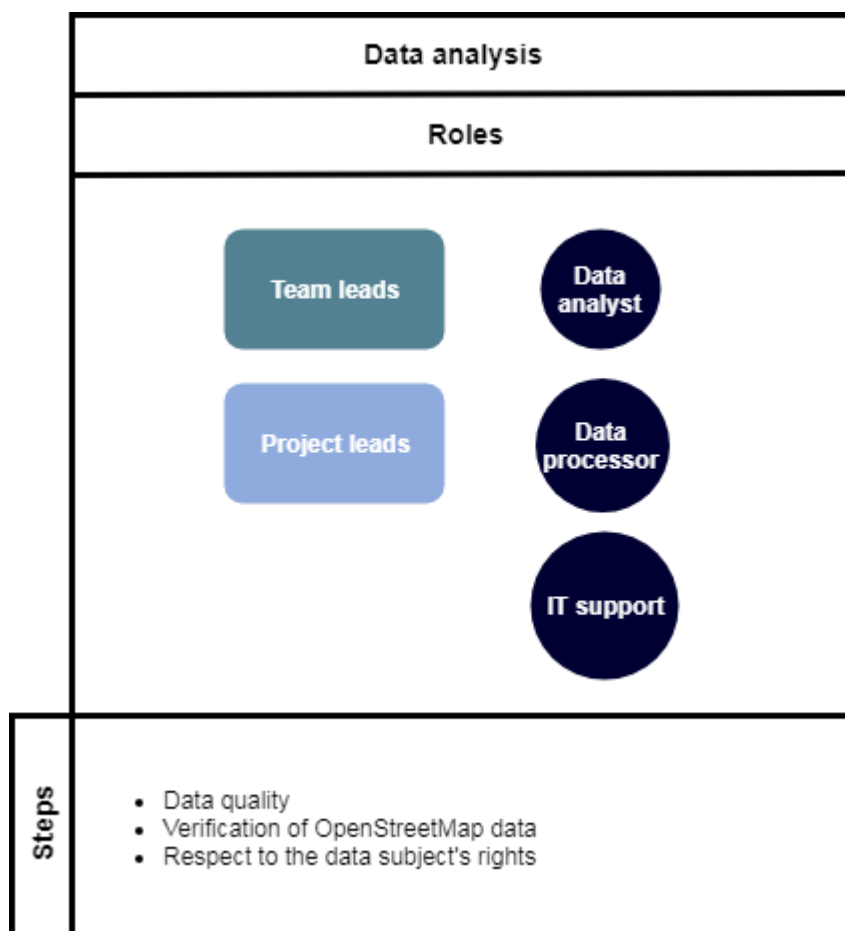 Data analysis
Roles
Team leads
Data
analyst
Project leads
Data
processor
IT support
Steps
• Data quality
• Verification of OpenStreetMap data
• Respect to the data subject's rights